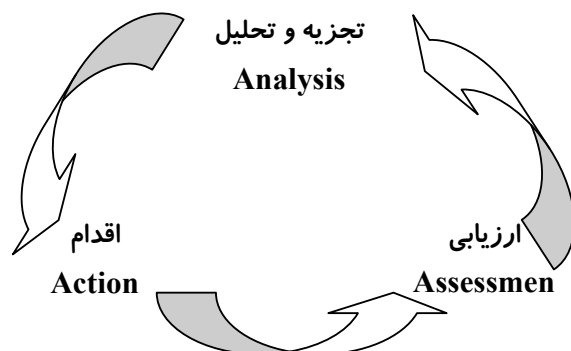 تجزیه و تحلیل
Analysis
ارزیابی
Assessmen
اقدام
Action